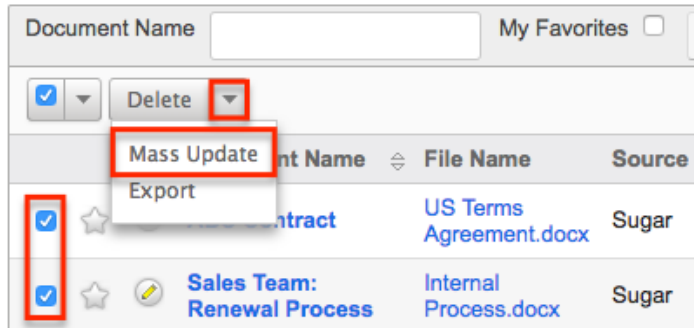 Document Name My Favorites
Delete
Mass Update
nt Name File Name Source
Export
ntract US Terms Agreement.docx Sugar
Sales Team: Renewal Process Internal Process.docx Sugar